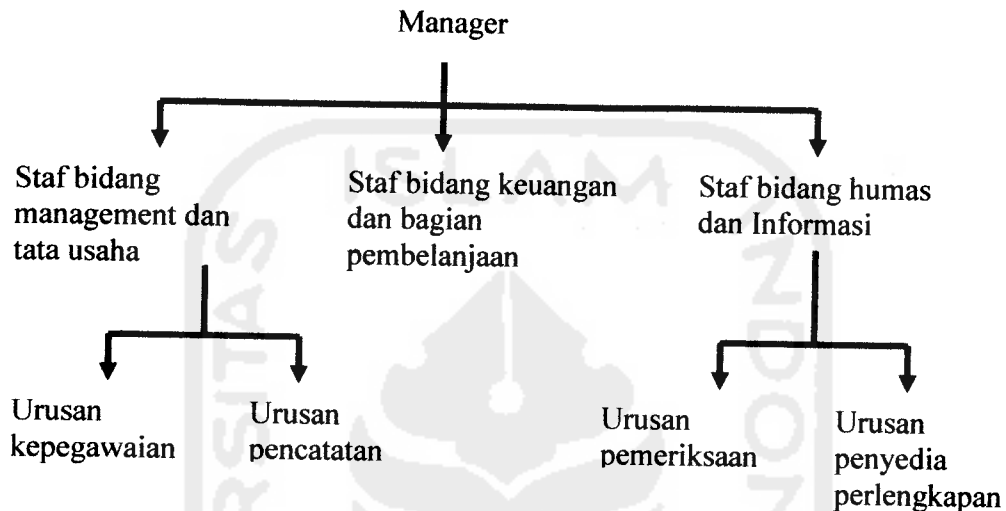 Manager
Staf bidang
management dan
tata usaha
Staf bidang keuangan
dan bagian
pembelanjaan
Staf bidang humas
dan Informasi
Urusan
kepegawaian
Urusan
pencatatan
Urusan
pemeriksaan
Urusan
penyedia
perlengkapan
ISLAM